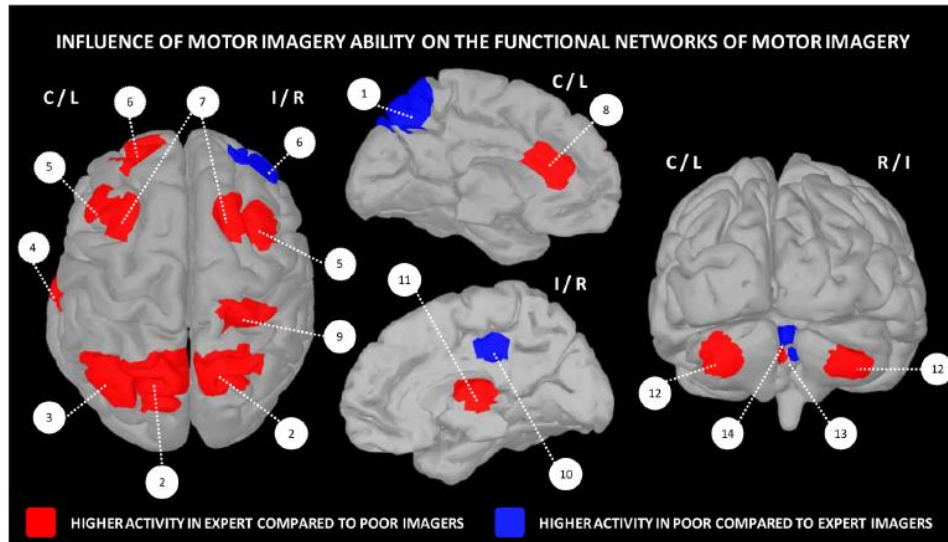 INFLUENCE OF MOTOR IMAGERY ABILITY ON THE FUNCTIONAL NETWORKS OF MOTOR IMAGERY
C / L
I / R
6
7
6
5
5
4
9
3
2
2
C / L
1
8
I / R
11
10
C / L
R / I
12
12
14
13
HIGHER ACTIVITY IN EXPERT COMPARED TO POOR IMAGERS
HIGHER ACTIVITY IN POOR COMPARED TO EXPERT IMAGERS